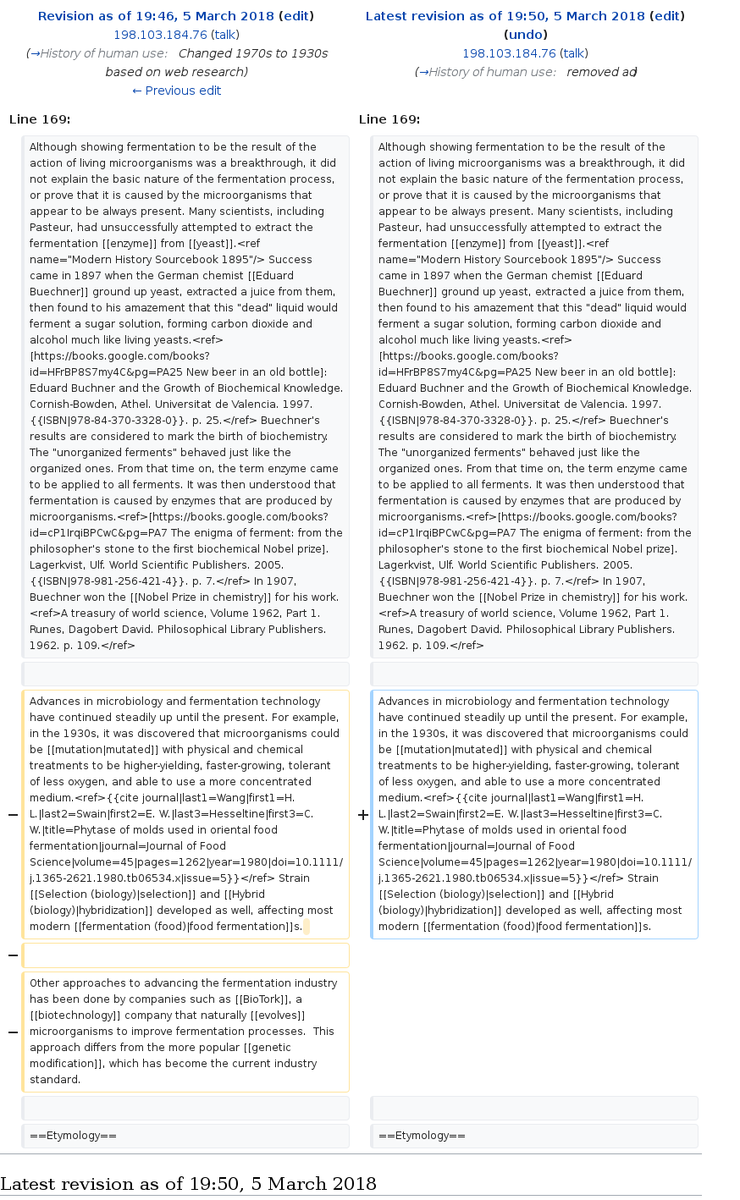 Revision as of 19:46, 5 March 2018 (edit)
198.103.184.76 (talk)
(→History of human use: Changed 1970s to 1930s
based on web research)
← Previous edit
Latest revision as of 19:50, 5 March 2018 (edit)
(undo)
198.103.184.76 (talk)
(→History of human use: removed ad)
Line 169:
Although showing fermentation to be the result of the
action of living microorganisms was a breakthrough, it did
not explain the basic nature of the fermentation process,
or prove that it is caused by the microorganisms that
appear to be always present. Many scientists, including
Pasteur, had unsuccessfully attempted to extract the
fermentation [[enzyme]] from [[yeast]].<ref
name="Modern History Sourcebook 1895"/> Success
came in 1897 when the German chemist [[Eduard
Buechner]] ground up yeast, extracted a juice from them,
then found to his amazement that this "dead" liquid would
ferment a sugar solution, forming carbon dioxide and
alcohol much like living yeasts.<ref>
[https://books.google.com/books?
id=HFrBP8S7my4C&pg=PA25 New beer in an old bottle]:
Eduard Buchner and the Growth of Biochemical Knowledge.
Cornish-Bowden, Athel. Universitat de Valencia. 1997.
{{ISBN|978-84-370-3328-0}}. p. 25.</ref> Buechner's
results are considered to mark the birth of biochemistry.
The "unorganized ferments" behaved just like the
organized ones. From that time on, the term enzyme came
to be applied to all ferments. It was then understood that
fermentation is caused by enzymes that are produced by
microorganisms.<ref>[https://books.google.com/books?
id=cP1IrqiBPCwC&pg=PA7 The enigma of ferment: from the
philosopher's stone to the first biochemical Nobel prize].
Lagerkvist, Ulf. World Scientific Publishers. 2005.
{{ISBN|978-981-256-421-4}}. p. 7.</ref> In 1907,
Buechner won the [[Nobel Prize in chemistry]] for his work.
<ref>A treasury of world science, Volume 1962, Part 1.
Runes, Dagobert David. Philosophical Library Publishers.
1962. p. 109.</ref>
−
Advances in microbiology and fermentation technology
have continued steadily up until the present. For example,
in the 1930s, it was discovered that microorganisms could
be [[mutation|mutated]] with physical and chemical
treatments to be higher-yielding, faster-growing, tolerant
of less oxygen, and able to use a more concentrated
medium.<ref>{{cite journal|last1=Wang|first1=H.
L.|last2=Swain|first2=E. W.|last3=Hesseltine|first3=C.
W.|title=Phytase of molds used in oriental food
fermentation|journal=Journal of Food
Science|volume=45|pages=1262|year=1980|doi=10.1111/
j.1365-2621.1980.tb06534.x|issue=5}}</ref> Strain
[[Selection (biology)|selection]] and [[Hybrid
(biology)|hybridization]] developed as well, affecting most
modern [[fermentation (food)|food fermentation]]s.
−
−
Other approaches to advancing the fermentation industry
has been done by companies such as [[BioTork]], a
[[biotechnology]] company that naturally [[evolves]]
microorganisms to improve fermentation processes.  This
approach differs from the more popular [[genetic
modification]], which has become the current industry
standard.
==Etymology==
Line 169:
Although showing fermentation to be the result of the
action of living microorganisms was a breakthrough, it did
not explain the basic nature of the fermentation process,
or prove that it is caused by the microorganisms that
appear to be always present. Many scientists, including
Pasteur, had unsuccessfully attempted to extract the
fermentation [[enzyme]] from [[yeast]].<ref
name="Modern History Sourcebook 1895"/> Success
came in 1897 when the German chemist [[Eduard
Buechner]] ground up yeast, extracted a juice from them,
then found to his amazement that this "dead" liquid would
ferment a sugar solution, forming carbon dioxide and
alcohol much like living yeasts.<ref>
[https://books.google.com/books?
id=HFrBP8S7my4C&pg=PA25 New beer in an old bottle]:
Eduard Buchner and the Growth of Biochemical Knowledge.
Cornish-Bowden, Athel. Universitat de Valencia. 1997.
{{ISBN|978-84-370-3328-0}}. p. 25.</ref> Buechner's
results are considered to mark the birth of biochemistry.
The "unorganized ferments" behaved just like the
organized ones. From that time on, the term enzyme came
to be applied to all ferments. It was then understood that
fermentation is caused by enzymes that are produced by
microorganisms.<ref>[https://books.google.com/books?
id=cP1IrqiBPCwC&pg=PA7 The enigma of ferment: from the
philosopher's stone to the first biochemical Nobel prize].
Lagerkvist, Ulf. World Scientific Publishers. 2005.
{{ISBN|978-981-256-421-4}}. p. 7.</ref> In 1907,
Buechner won the [[Nobel Prize in chemistry]] for his work.
<ref>A treasury of world science, Volume 1962, Part 1.
Runes, Dagobert David. Philosophical Library Publishers.
1962. p. 109.</ref>
+
Advances in microbiology and fermentation technology
have continued steadily up until the present. For example,
in the 1930s, it was discovered that microorganisms could
be [[mutation|mutated]] with physical and chemical
treatments to be higher-yielding, faster-growing, tolerant
of less oxygen, and able to use a more concentrated
medium.<ref>{{cite journal|last1=Wang|first1=H.
L.|last2=Swain|first2=E. W.|last3=Hesseltine|first3=C.
W.|title=Phytase of molds used in oriental food
fermentation|journal=Journal of Food
Science|volume=45|pages=1262|year=1980|doi=10.1111/
j.1365-2621.1980.tb06534.x|issue=5}}</ref> Strain
[[Selection (biology)|selection]] and [[Hybrid
(biology)|hybridization]] developed as well, affecting most
modern [[fermentation (food)|food fermentation]]s.
==Etymology==
Latest revision as of 19:50, 5 March 2018